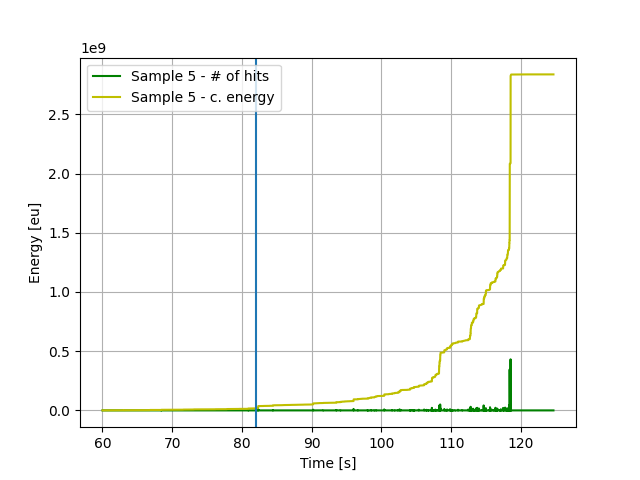 1e9
Sample 5 - # of hits
Sample 5 - c. energy
2.5
2.0
1.5
1.0
0.5
0.0
Energy [eu]
60 70 80 90 100 110 120
Time [s]